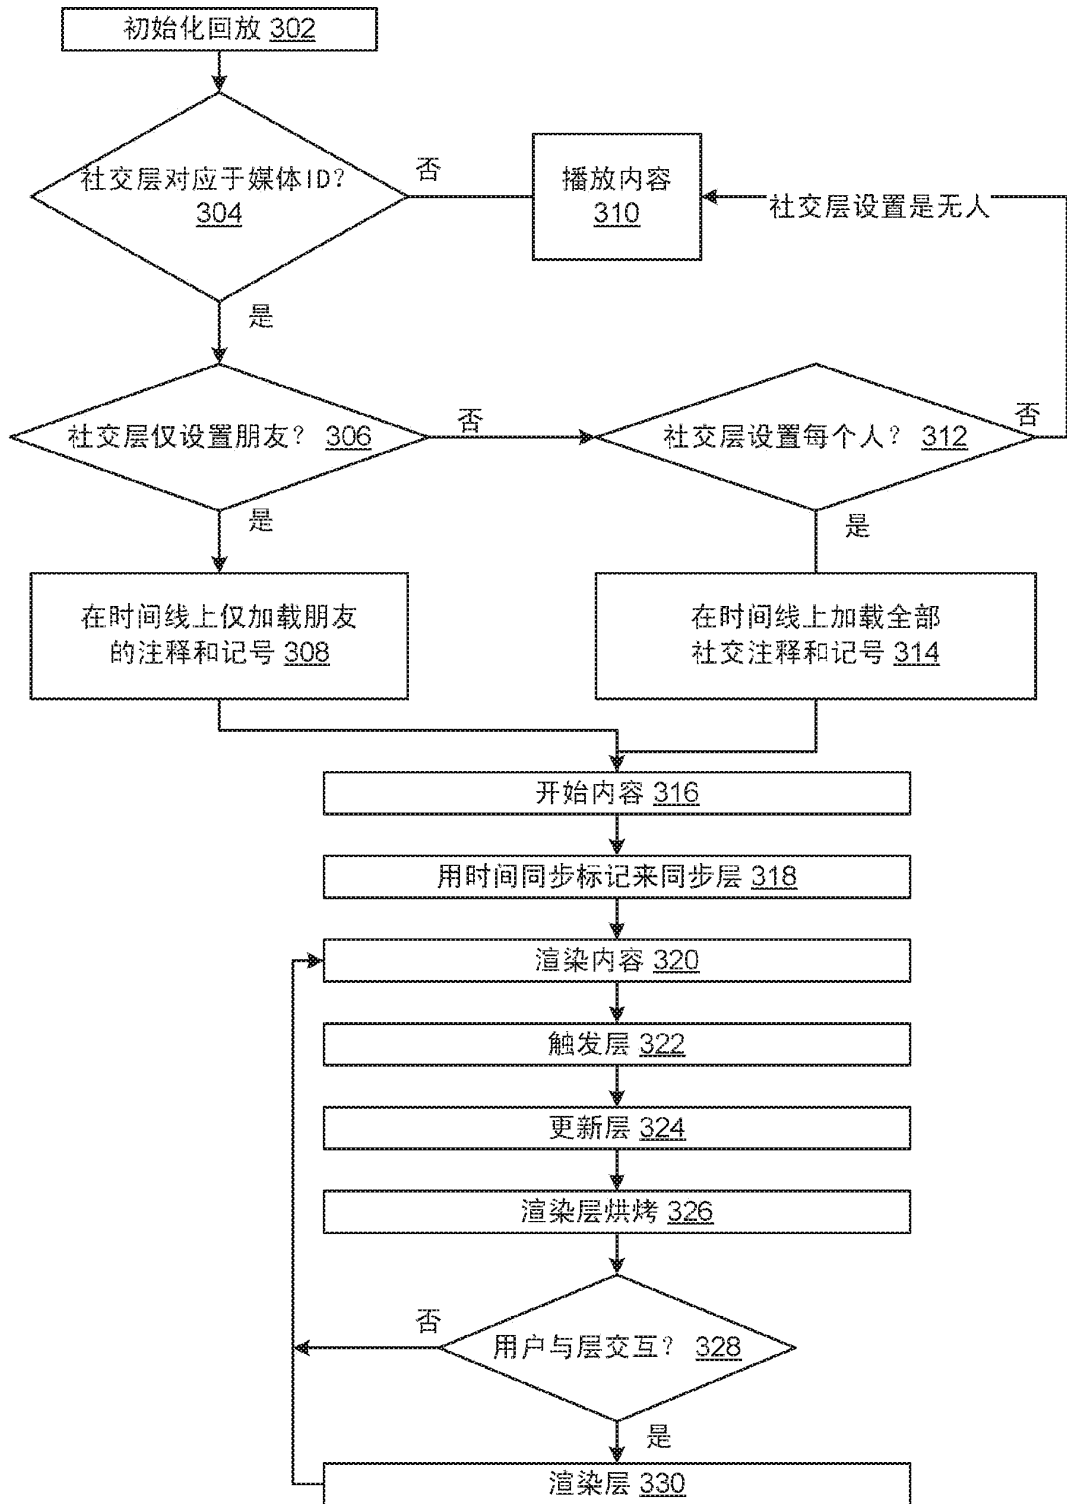 初始化回放 302
社交层对应于媒体ID？
304
否
播放内容
310
社交层设置是无人
是
社交层仅设置朋友？ 306
否
社交层设置每个人？ 312
否
是
是
在时间线上仅加载朋友
的注释和记号 308
在时间线上加载全部
社交注释和记号 314
开始内容 316
用时间同步标记来同步层 318
渲染内容 320
触发层 322
更新层 324
渲染层烘烤 326
否
用户与层交互？ 328
是
渲染层 330